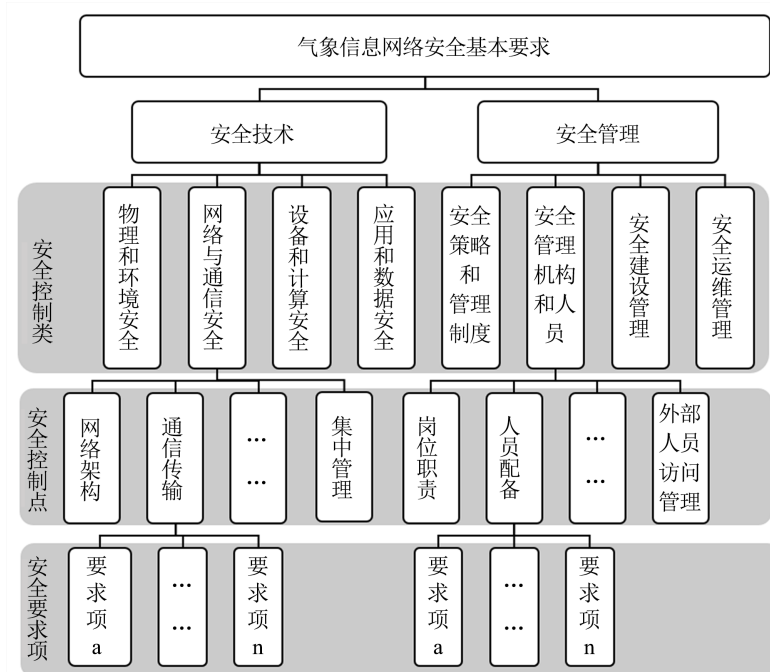 气象信息网络安全基本要求
安全技术
安全管理
安全控制类
物理和环境安全
网络与通信安全
设备和计算安全
应用和数据安全
安全
策略
和
管理
制度
安全
管理
机构
和人
员
安全建设管理
安全运维管理
安全控制点
网络架构
通信传输
...
...
集中管理
岗位职责
人员配备
...
...
外部
人员
访问
管理
安全要求项
要求项a
...
...
要求项n
要求项a
...
...
要求项n